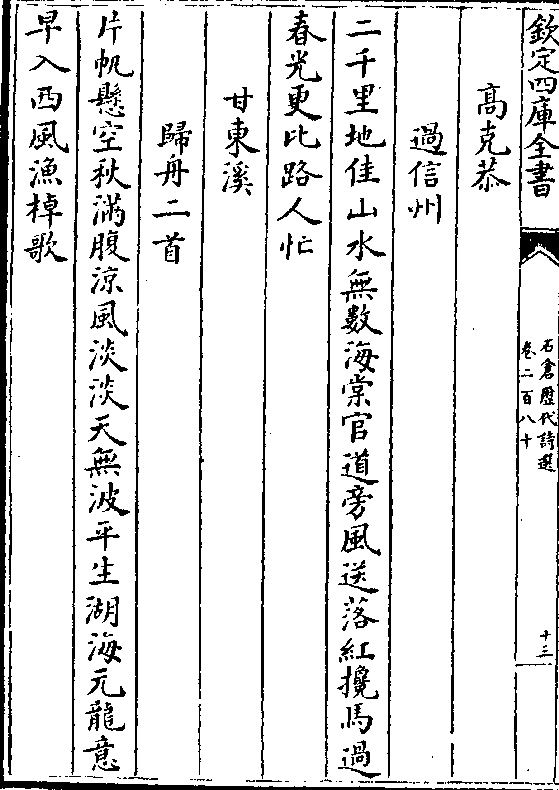 欽定四庫全書
石倉歷代詩選
卷二百八十
十三
高克恭
過信州
二千里地佳山水無數海棠官道旁風送落紅攙馬過
春光更比路人忙
甘東溪
歸舟二首
片帆懸空秋滿腹涼風淡淡天無波平生湖海元龍意
早入西風漁棹歌